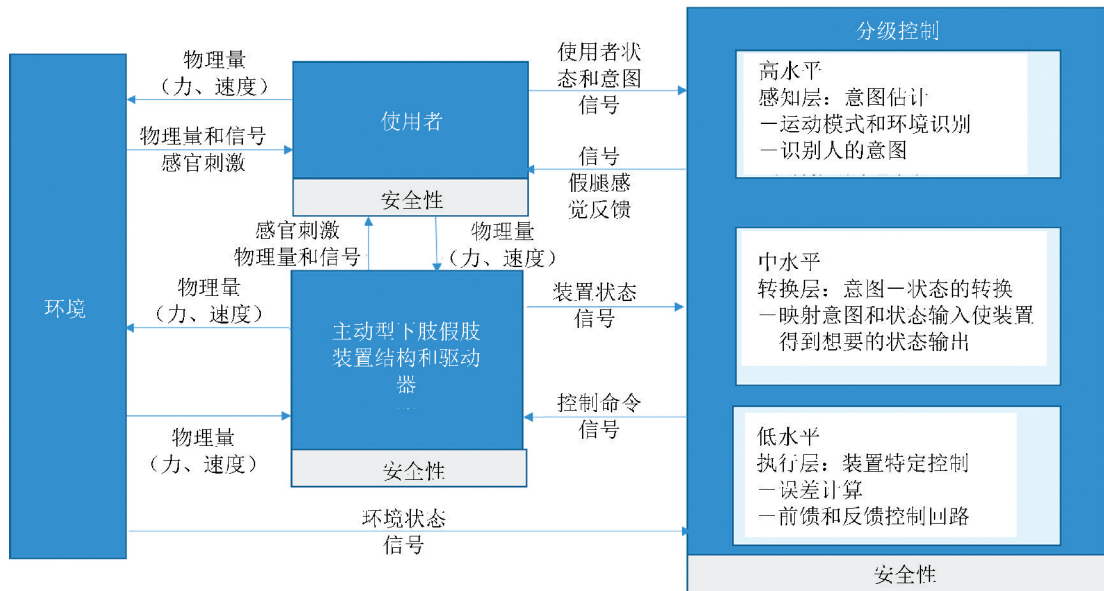 环境
物理量
（力、速度）
物理量和信号
感官刺激
物理量
（力、速度）
物理量
（力、速度）
使用者
安全性
感官刺激
物理量和信号
物理量
（力、速度）
主动型下肢假肢
装置结构和驱动
器
安全性
使用者状
态和意图
信号
信号
假腿感
觉反馈
装置状态
信号
控制命令
信号
环境状态
信号
分级控制
高水平
感知层：意图估计
－运动模式和环境识别
－识别人的意图
中水平
转换层：意图－状态的转换
－映射意图和状态输入使装置
得到想要的状态输出
低水平
执行层：装置特定控制
－误差计算
－前馈和反馈控制回路
安全性